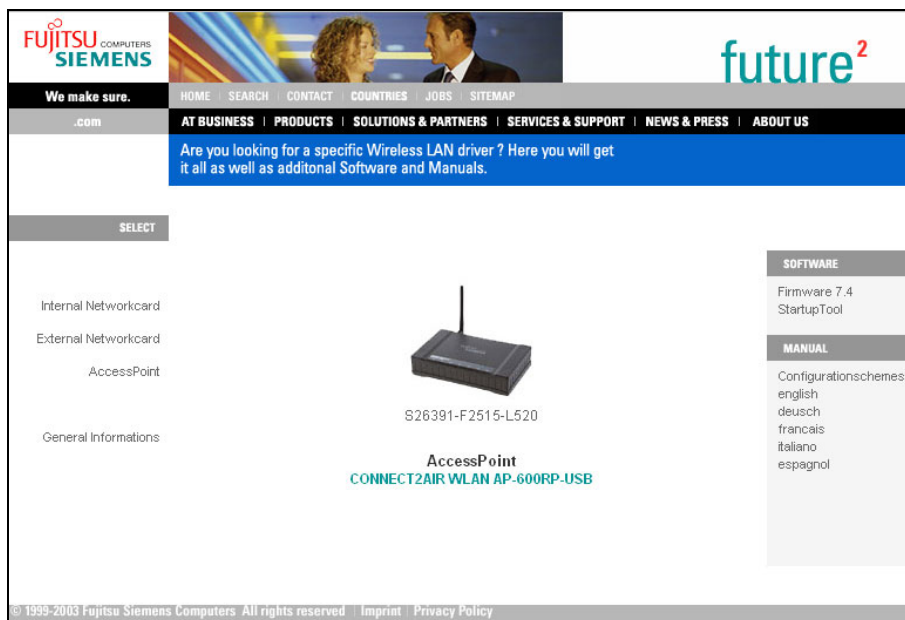 FUJITSU COMPUTERS
SIEMENS
future²
We make sure.
HOME | SEARCH | CONTACT | COUNTRIES | JOBS | SITEMAP
.com
AT BUSINESS | PRODUCTS | SOLUTIONS & PARTNERS | SERVICES & SUPPORT | NEWS & PRESS | ABOUT US
Are you looking for a specific Wireless LAN driver ? Here you will get
it all as well as additonal Software and Manuals.
SELECT
Internal Networkcard
External Networkcard
AccessPoint
General Informations
S26391-F2515-L520
AccessPoint
CONNECT2AIR WLAN AP-600RP-USB
SOFTWARE
Firmware 7.4
StartupTool
MANUAL
Configurationschemes
english
deusch
francais
italiano
espagnol
© 1999-2003 Fujitsu Siemens Computers All rights reserved | Imprint | Privacy Policy